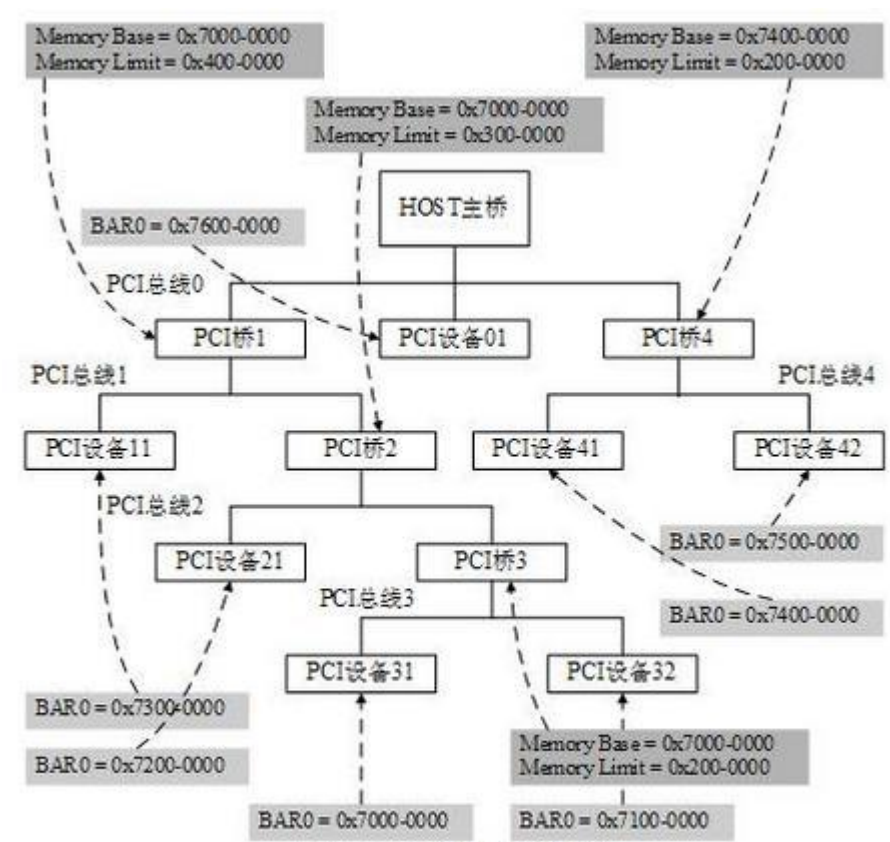 Memory Base = 0x7000-0000
Memory Limit = 0x400-0000
Memory Base = 0x7400-0000
Memory Limit = 0x200-0000
Memory Base = 0x7000-0000
Memory Limit = 0x300-0000
HOST主桥
BAR0 = 0x7600-0000
PCI总线0
PCI桥1
PCI设备01
PCI桥4
PCI总线1
PCI总线4
PCI设备11
PCI桥2
PCI设备41
PCI设备42
PCI总线2
BAR0 = 0x7500-0000
PCI设备21
PCI桥3
PCI总线3
BAR0 = 0x7400-0000
PCI设备31
PCI设备32
BAR0 = 0x7300-0000
Memory Base = 0x7000-0000
Memory Limit = 0x200-0000
BAR0 = 0x7200-0000
BAR0 = 0x7000-0000
BAR0 = 0x7100-0000